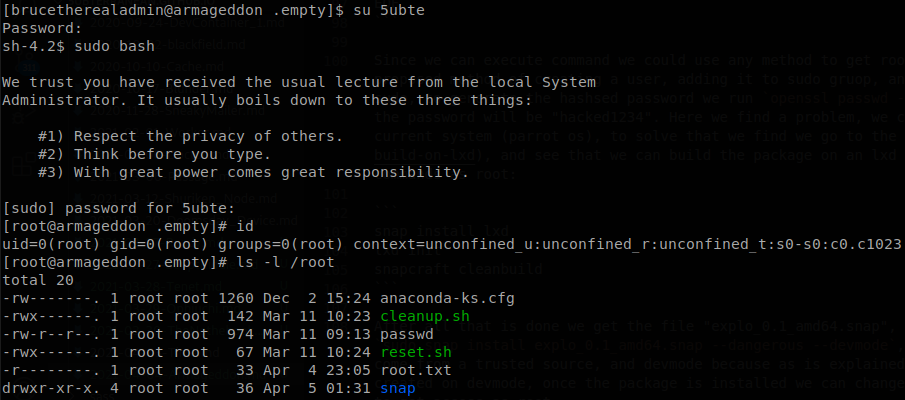 [brucetherealadmin@armageddon .empty]$ su 5ubte
Password:
sh-4.2$ sudo bash
We trust you have received the usual lecture from the local System
Administrator. It usually boils down to these three things:
#1) Respect the privacy of others.
#2) Think before you type.
#3) With great power comes great responsibility.
[sudo] password for 5ubte:
[root@armageddon .empty]# id
uid=0(root) gid=0(root) groups=0(root) context=unconfined_u:unconfined_r:unconfined_t:s0-s0:c0.c1023
[root@armageddon .empty]# ls -l /root
total 20
-rw-------. 1 root root 1260 Dec  2 15:24 anaconda-ks.cfg
-rwx------. 1 root root  142 Mar 11 10:23 cleanup.sh
-rw-r--r--. 1 root root  974 Mar 11 09:13 passwd
-rwx------. 1 root root   67 Mar 11 10:24 reset.sh
-r--------. 1 root root   33 Apr  4 23:05 root.txt
drwxr-xr-x. 4 root root   36 Apr  5 01:31 snap